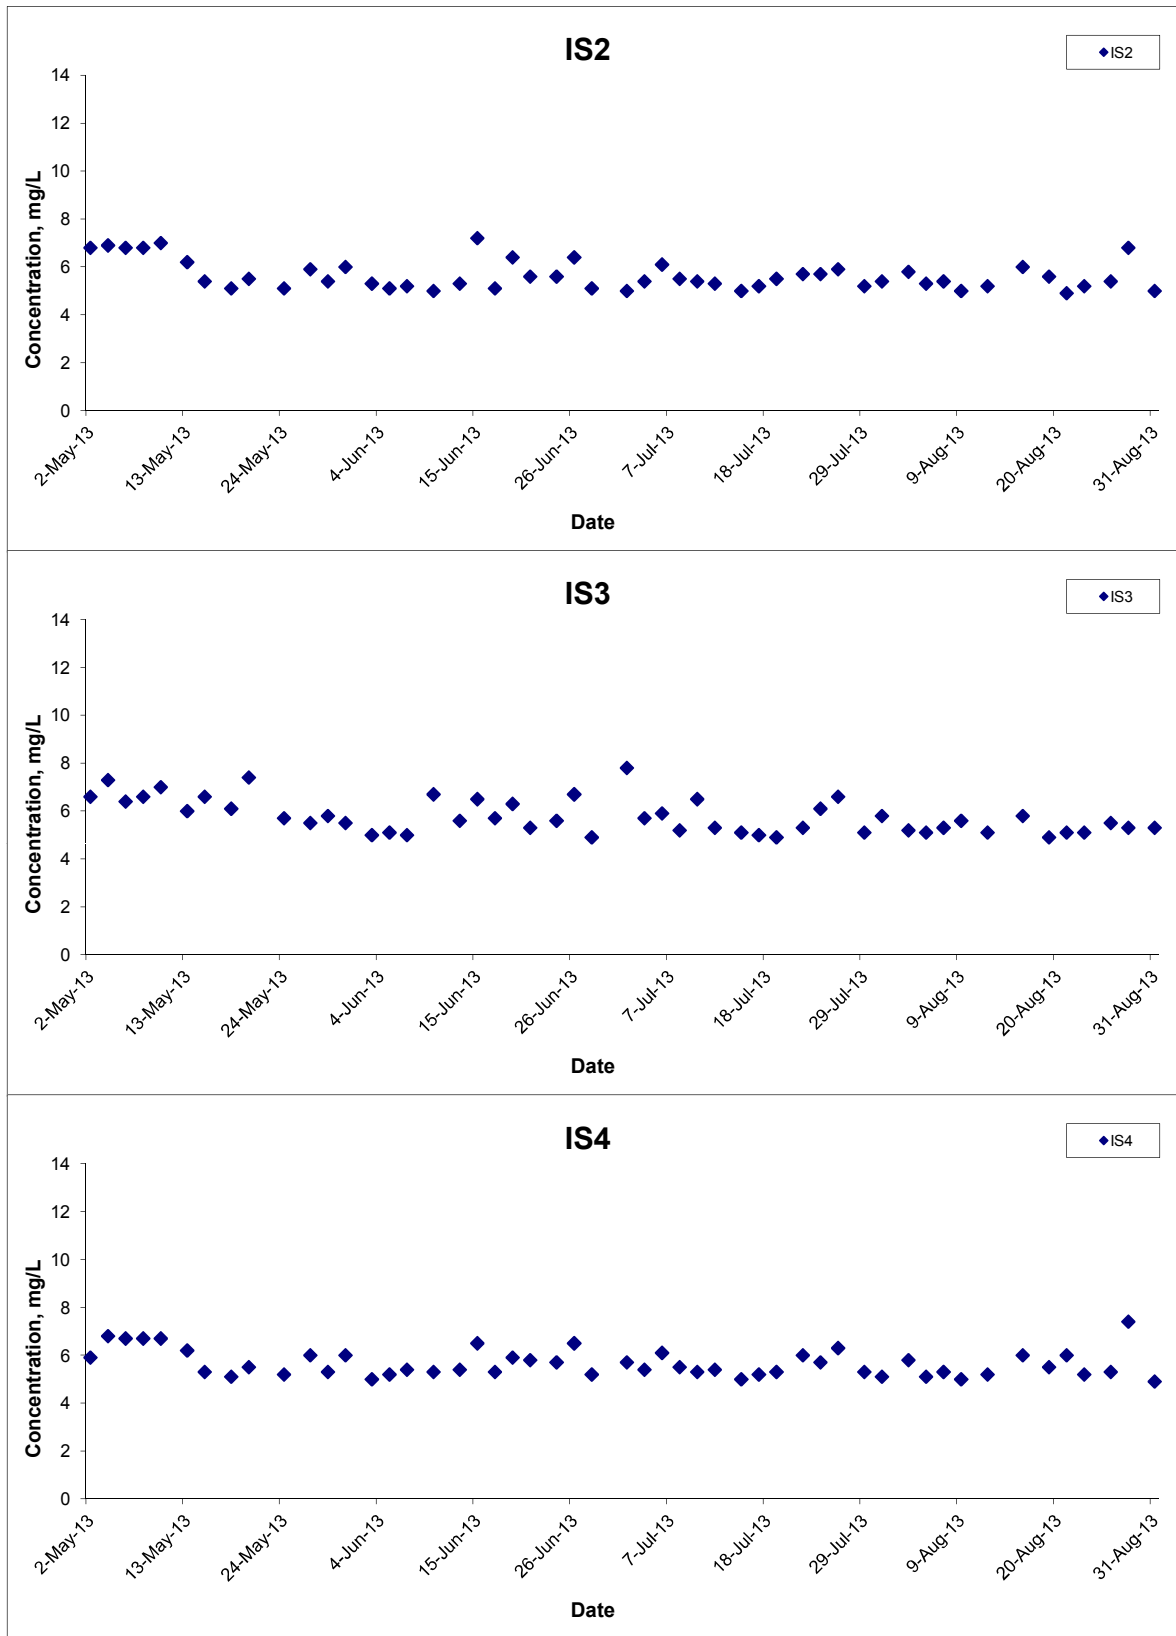 IS2
IS2
14
12
10
8
6
4
2
0
Concentration, mg/L
2-May-13
13-May-13
24-May-13
4-Jun-13
15-Jun-13
26-Jun-13
7-Jul-13
18-Jul-13
29-Jul-13
9-Aug-13
20-Aug-13
31-Aug-13
Date
IS3
IS3
14
12
10
8
6
4
2
0
Concentration, mg/L
2-May-13
13-May-13
24-May-13
4-Jun-13
15-Jun-13
26-Jun-13
7-Jul-13
18-Jul-13
29-Jul-13
9-Aug-13
20-Aug-13
31-Aug-13
Date
IS4
IS4
14
12
10
8
6
4
2
0
Concentration, mg/L
2-May-13
13-May-13
24-May-13
4-Jun-13
15-Jun-13
26-Jun-13
7-Jul-13
18-Jul-13
29-Jul-13
9-Aug-13
20-Aug-13
31-Aug-13
Date